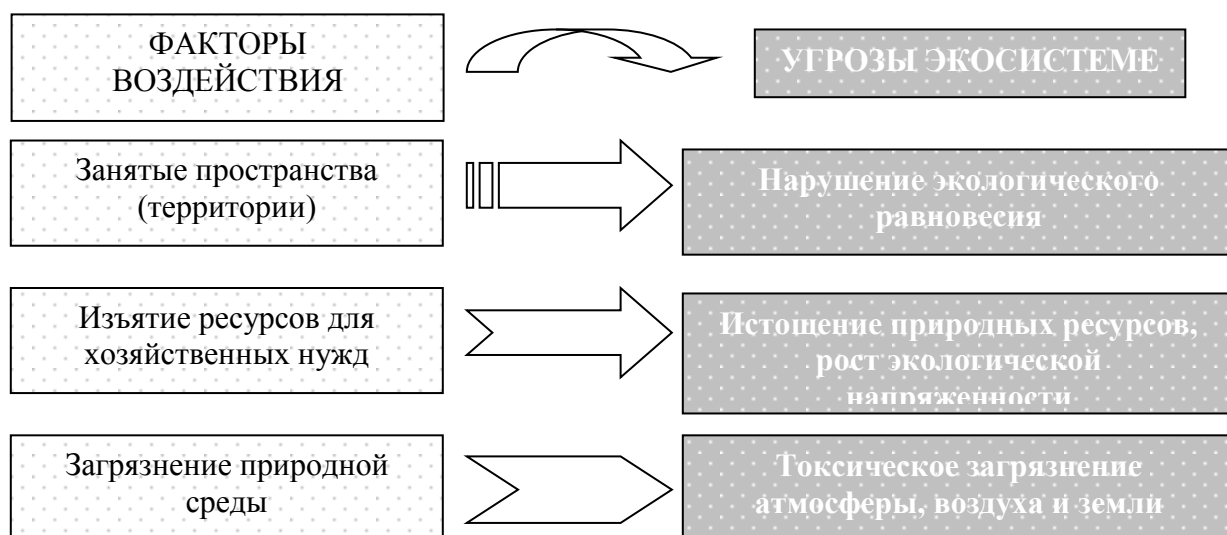 ФАКТОРЫ
ВОЗДЕЙСТВИЯ
УГРОЗЫ ЭКОСИСТЕМЕ
Занятые пространства
(территории)
Нарушение экологического
равновесия
Изъятие ресурсов для
хозяйственных нужд
Истощение природных ресурсов,
рост экологической
напряженности
Загрязнение природной
среды
Токсическое загрязнение
атмосферы, воздуха и земли